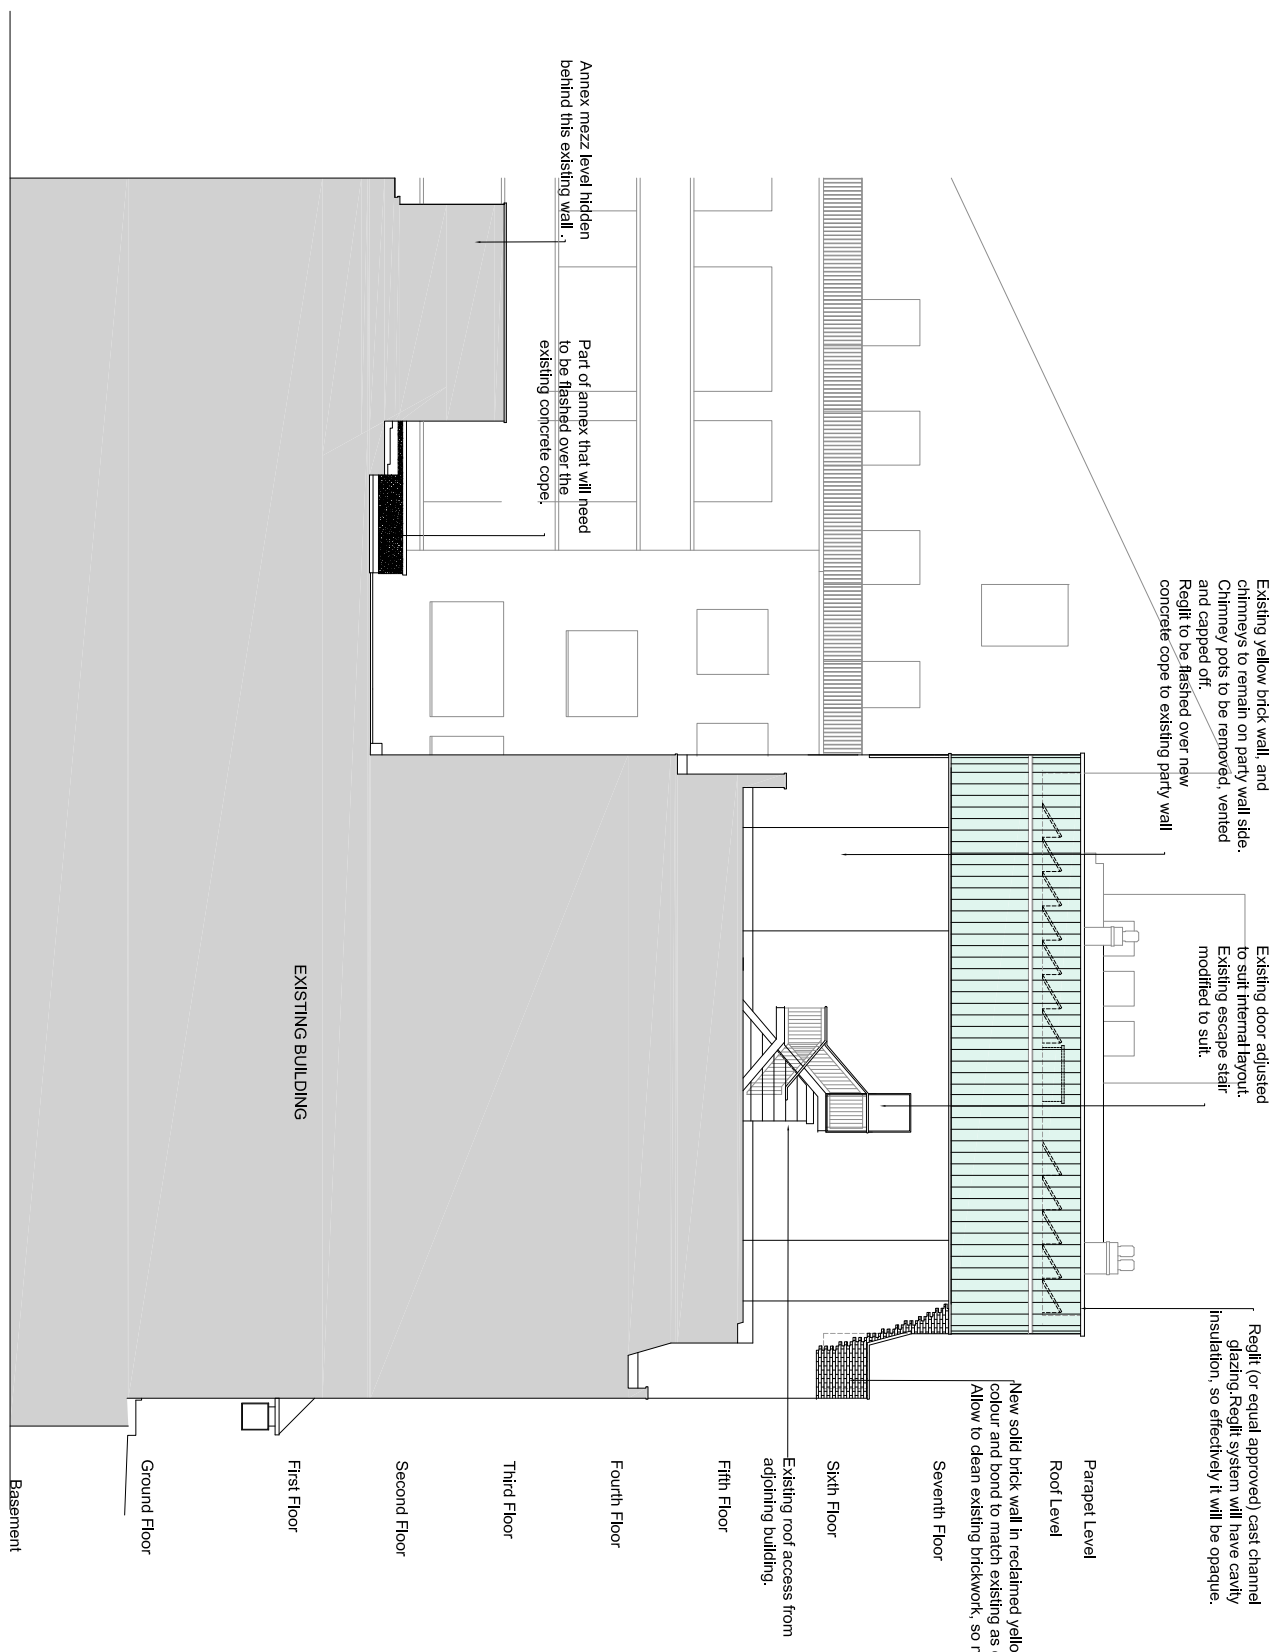 Existing yellow brick wall, and
chimneys to remain on party wall side.
Chimney pots to be removed, vented
and capped off.
Reglit to be flashed over new
concrete cope to existing party wall
Existing door adjusted
to suit internal layout.
Existing escape stair
modified to suit.
Reglit (or equal approved) cast channel
glazing.Reglit system will have cavity
insulation, so effectively it will be opaque.
Parapet Level
Roof Level
New solid brick wall in reclaimed
colour and bond to match existing as
Allow to clean existing brickwork, so
Seventh Floor
Sixth Floor
Existing roof access from
adjoining building.
Fifth Floor
Annex mezz level hidden
behind this existing wall .
Part of annex that will need
to be flashed over the
existing concrete cope.
Fourth Floor
Third Floor
Second Floor
EXISTING BUILDING
First Floor
Ground Floor
Basement